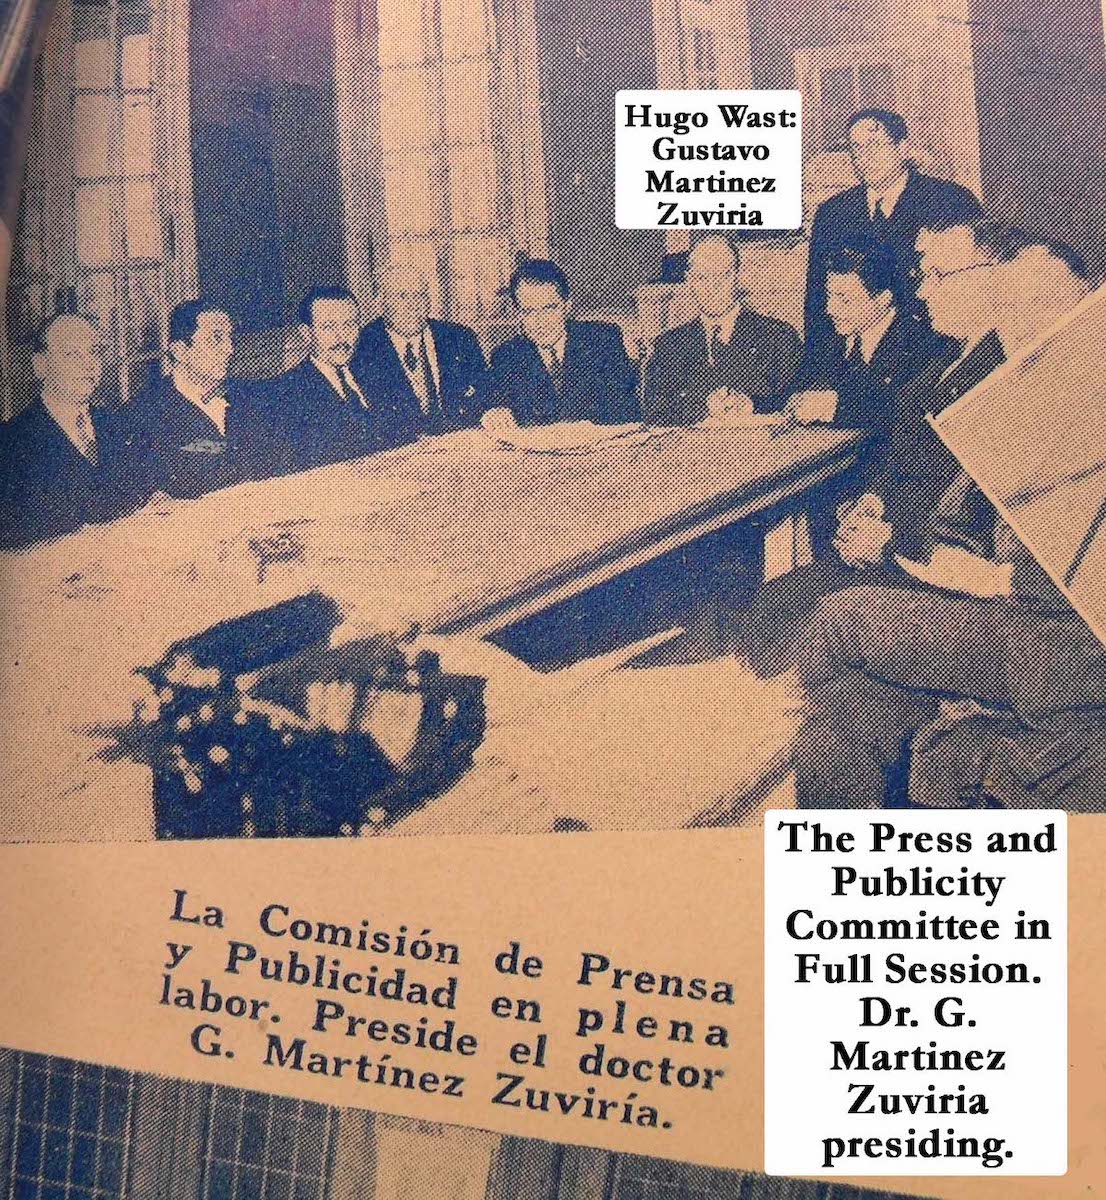 Hugo Wast:
Gustavo
Martinez
Zuviria
La Comisión de Prensa
y Publicidad en plena
labor. Preside el doctor
G. Martínez Zuviría.
The Press and
Publicity
Committee in
Full Session.
Dr. G.
Martinez
Zuviria
presiding.